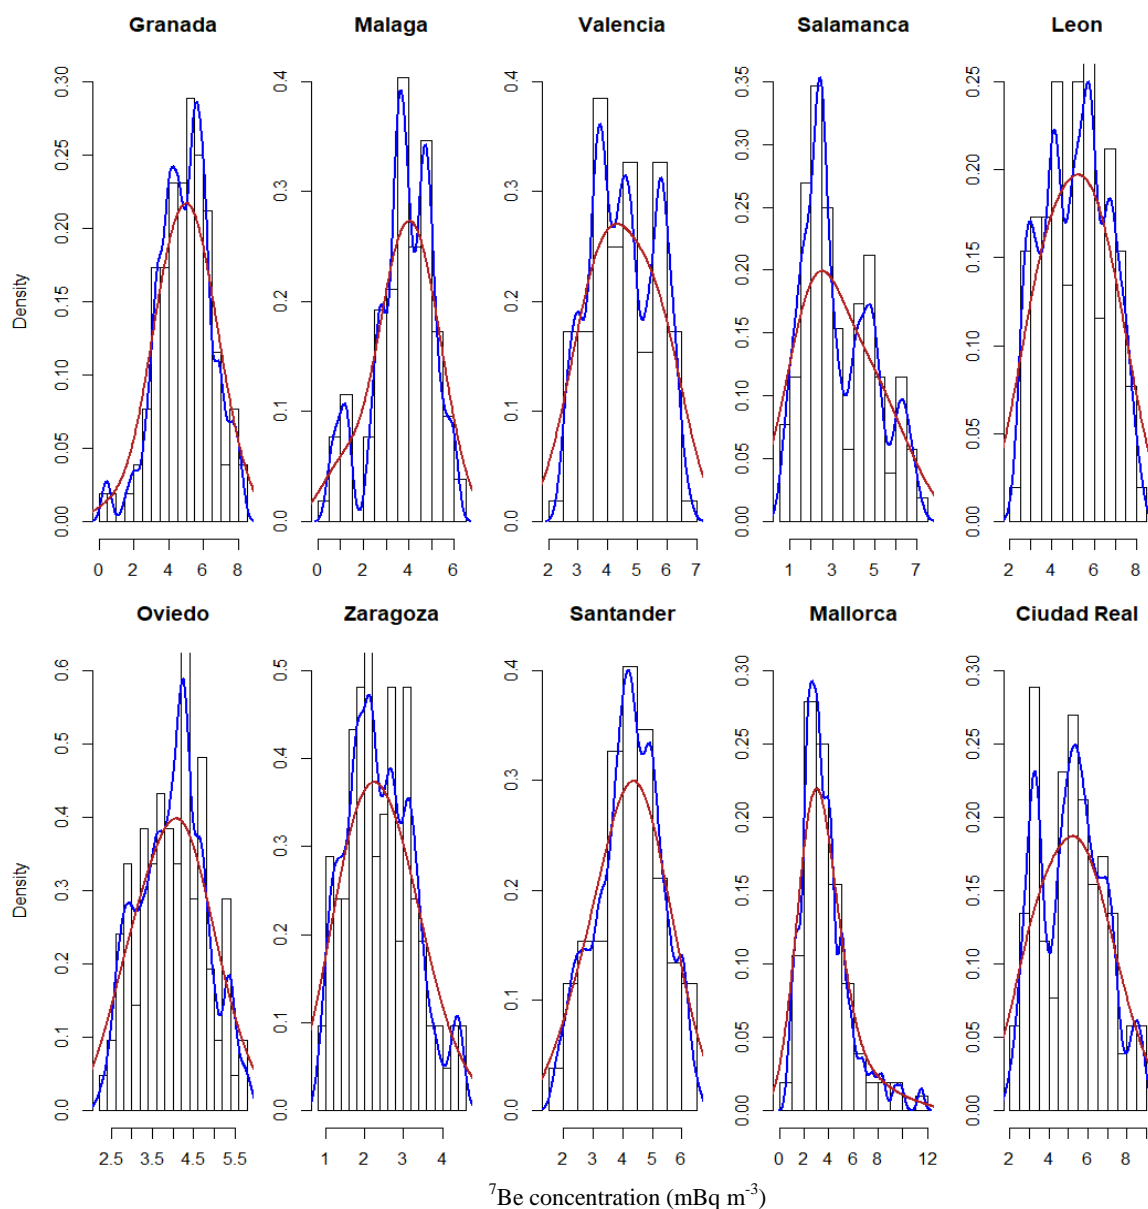 Granada Malaga Valencia Salamanca Leon
Density
0.00 0.05 0.10 0.15 0.20 0.25 0.30
0 2 4 6 8
0.0 0.1 0.2 0.3 0.4
0 2 4 6
0.0 0.1 0.2 0.3 0.4
2 3 4 5 6 7
0.00 0.05 0.10 0.15 0.20 0.25 0.30 0.35
1 3 5 7
0.00 0.05 0.10 0.15 0.20 0.25
2 4 6 8
Oviedo Zaragoza Santander Mallorca Ciudad Real
Density
0.0 0.1 0.2 0.3 0.4 0.5 0.6
2.5 3.5 4.5 5.5
0.0 0.1 0.2 0.3 0.4 0.5
1 2 3 4
0.0 0.1 0.2 0.3 0.4
2 3 4 5 6
0.00 0.05 0.10 0.15 0.20 0.25 0.30
0 2 4 6 8 12
0.00 0.05 0.10 0.15 0.20 0.25 0.30
2 4 6 8
⁷Be concentration (mBq m⁻³)